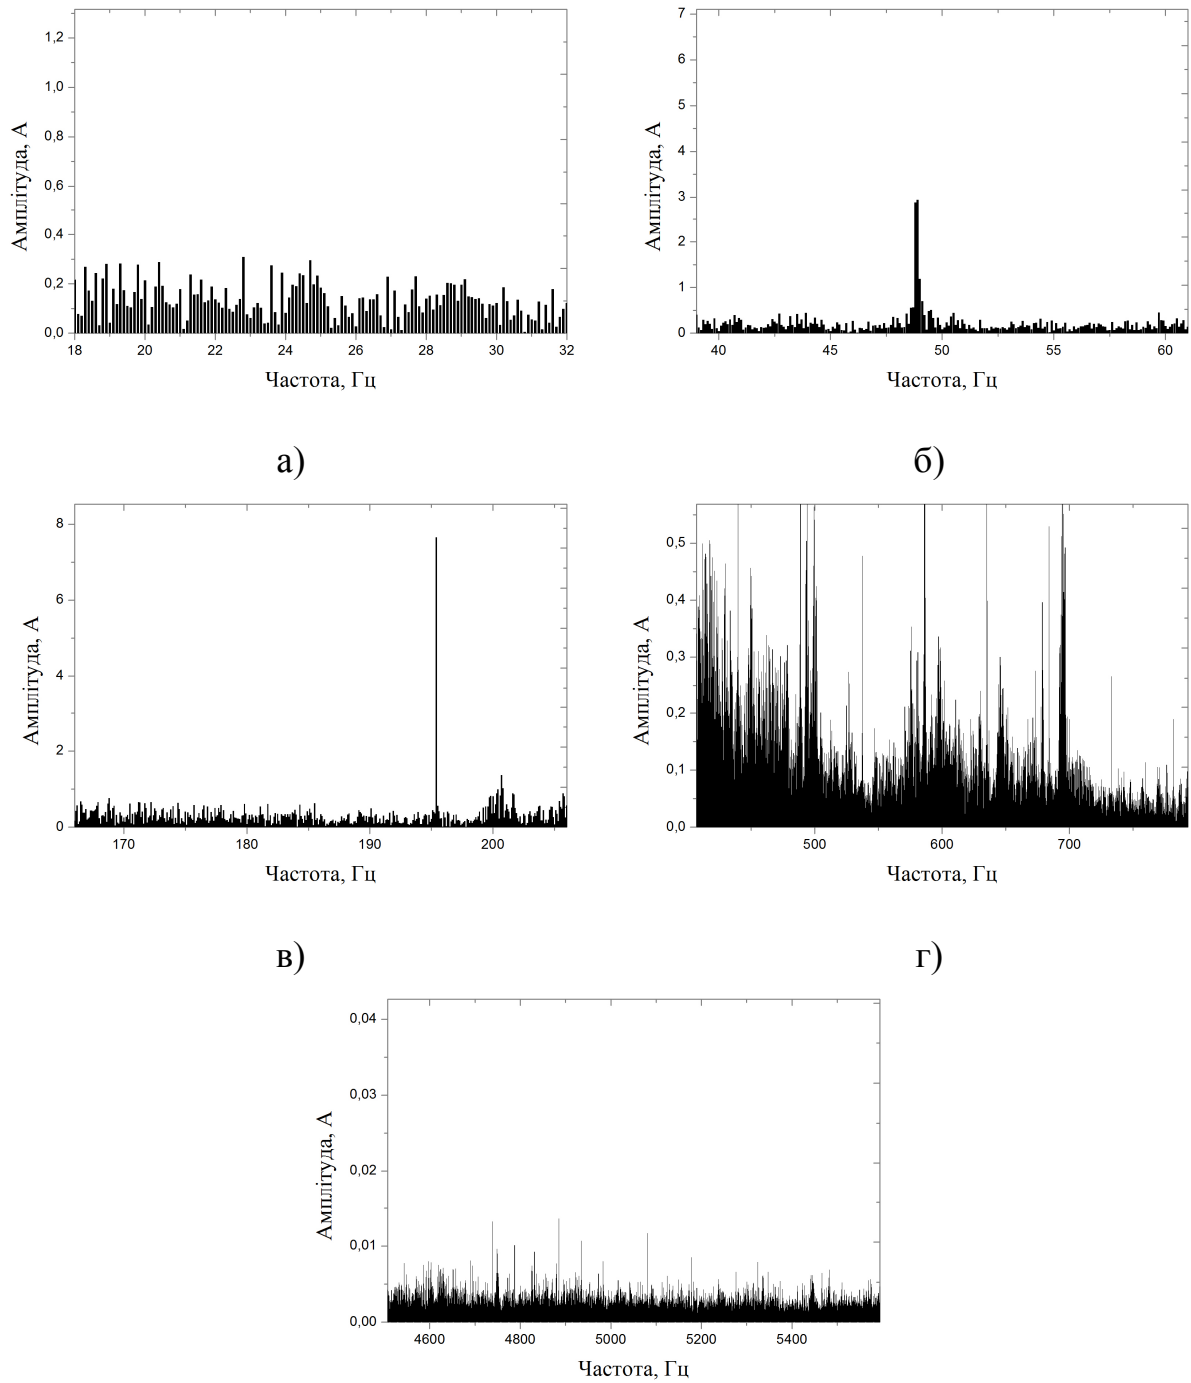 1,2
1,0
0,8
0,6
0,4
0,2
0,0
Амплітуда, А
18 20 22 24 26 28 30 32
Частота, Гц
а)
7
6
5
4
3
2
1
0
Амплітуда, А
40 45 50 55 60
Частота, Гц
б)
8
6
4
2
0
Амплітуда, А
170 180 190 200
Частота, Гц
в)
0,5
0,4
0,3
0,2
0,1
0,0
Амплітуда, А
500 600 700
Частота, Гц
г)
0,04
0,03
0,02
0,01
0,00
Амплітуда, А
4600 4800 5000 5200 5400
Частота, Гц